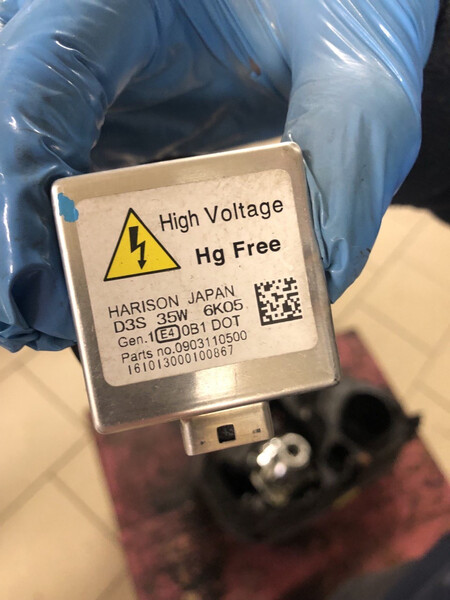 High Voltage
Hg Free
HARISON JAPAN
D3S 35W 6K05
Gen.1 E4 0B1 DOT
Parts no.0903110500
161013000100867